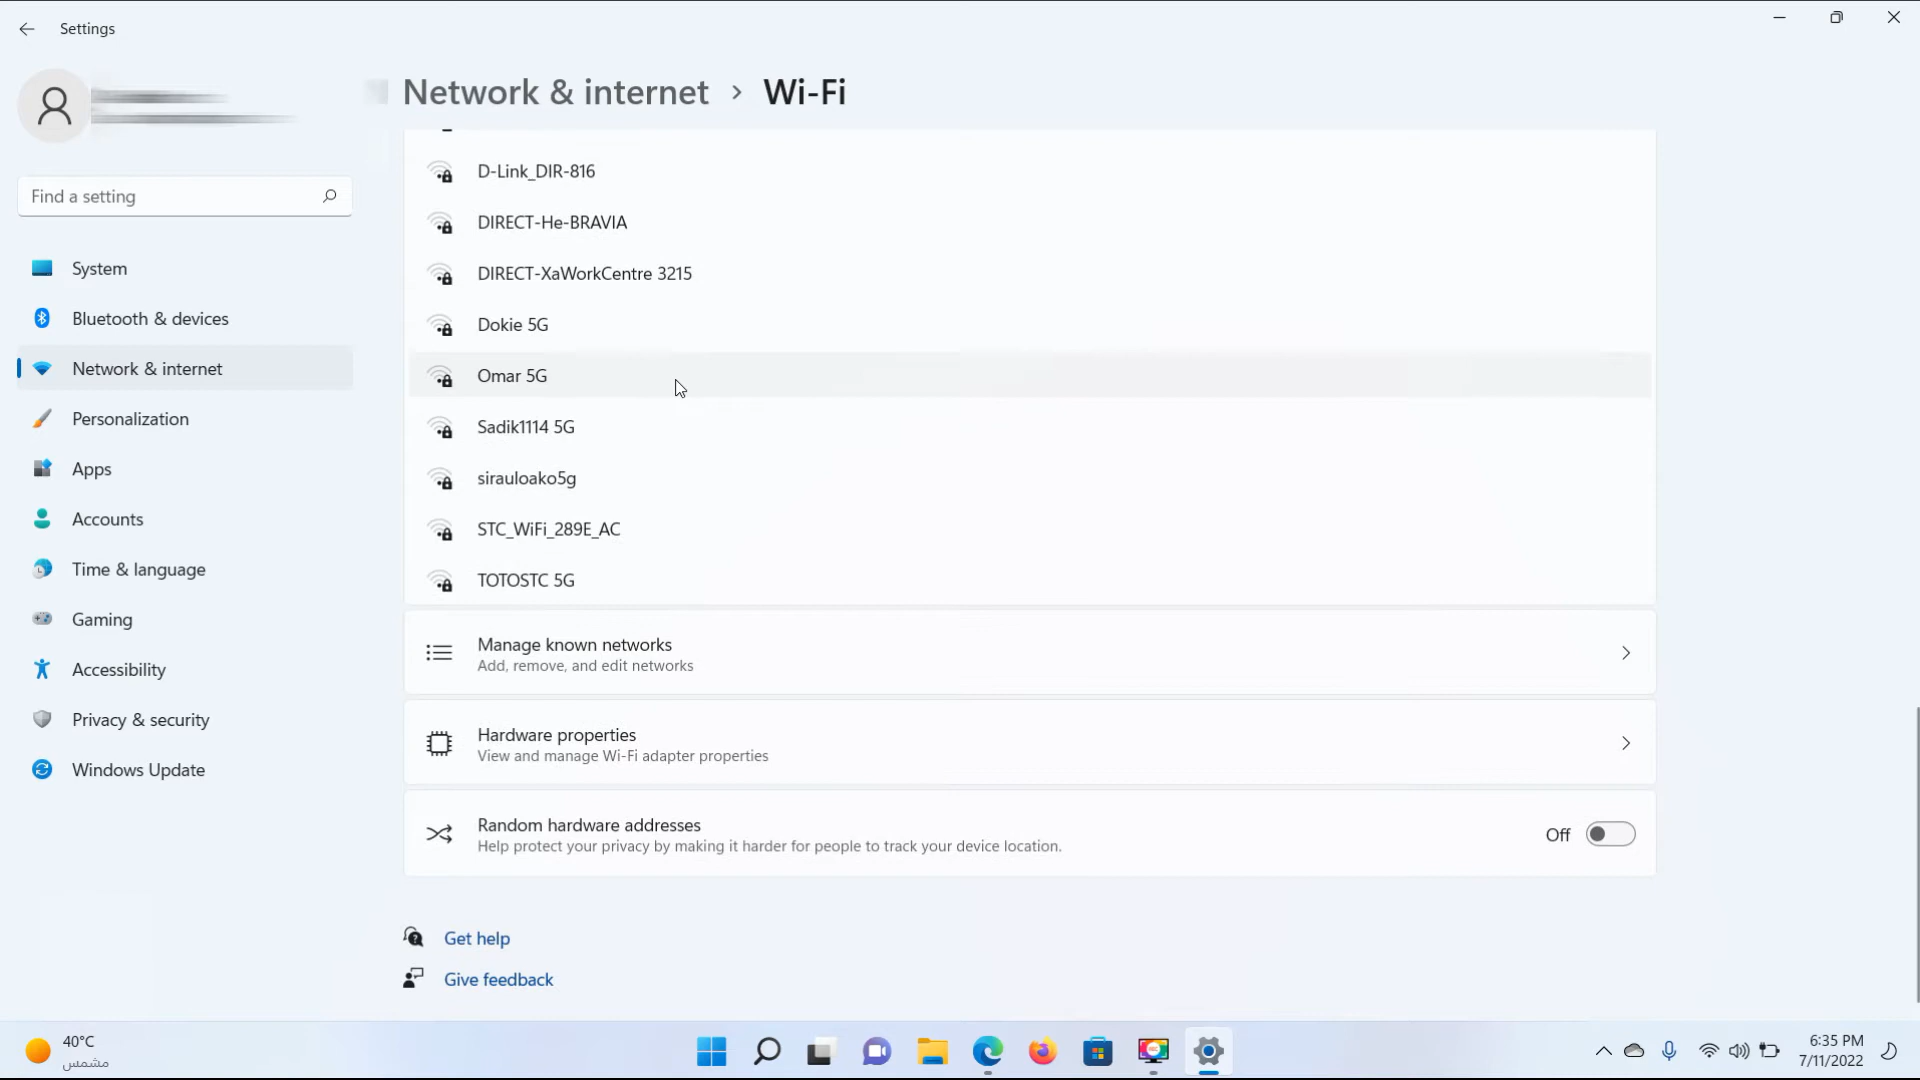 Settings
Network & internet › Wi-Fi
Find a setting
System
Bluetooth & devices
Network & internet
Personalization
Apps
Accounts
Time & language
Gaming
Accessibility
Privacy & security
Windows Update
D-Link_DIR-816
DIRECT-He-BRAVIA
DIRECT-XaWorkCentre 3215
Dokie 5G
Omar 5G
Sadik1114 5G
sirauloako5g
STC_WiFi_289E_AC
TOTOSTC 5G
Manage known networks
Add, remove, and edit networks
Hardware properties
View and manage Wi-Fi adapter properties
Random hardware addresses
Help protect your privacy by making it harder for people to track your device location.
Off
Get help
Give feedback
40°C
مشمس
6:35 PM
7/11/2022